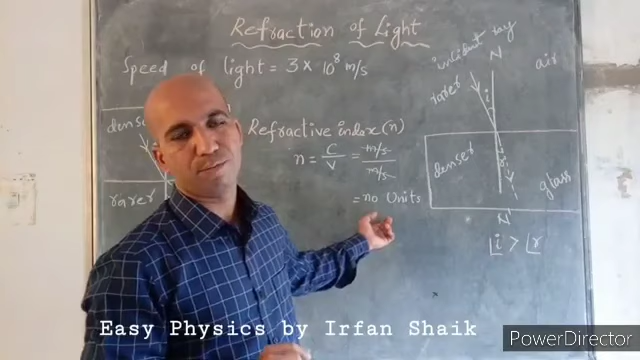 Refraction of Light
Speed of light = 3 × 10⁸ m/s
denser
rarer
Refractive index (n)
n = C/V = m/s / m/s
= no Units
incident ray
N
air
rarer
i
denser
r
glass
N'
∠i > ∠r
Easy Physics by Irfan Shaik
PowerDirector